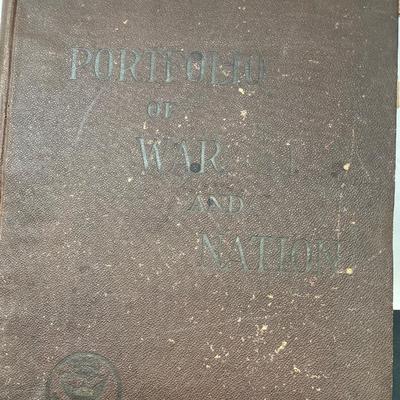 PORTFOLIO
OF
WAR
AND
NATION